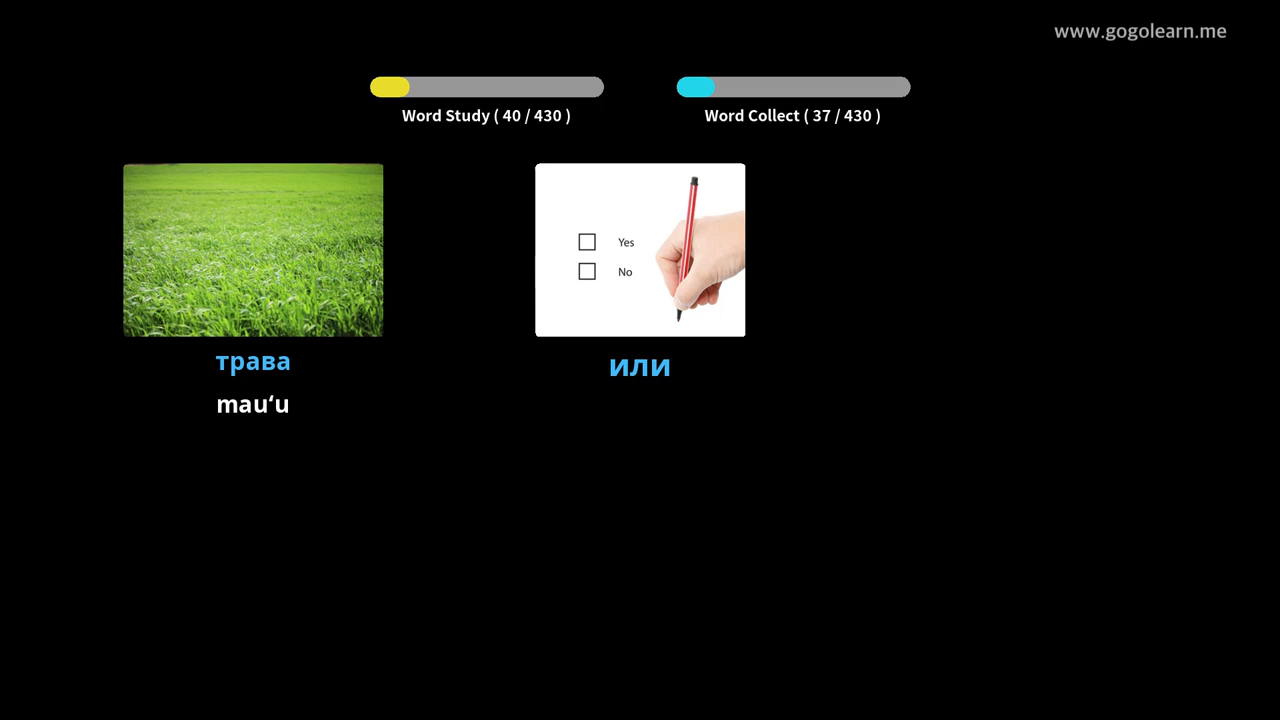 www.gogolearn.me
Word Study ( 40 / 430 )
Word Collect ( 37 / 430 )
Yes
No
трава
mauʻu
или